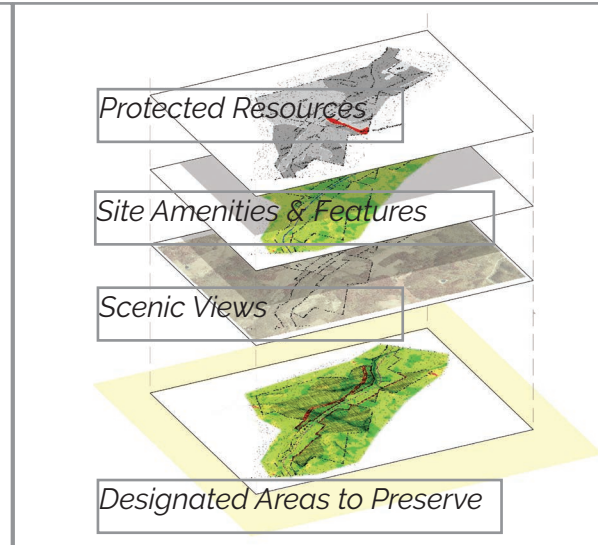 Protected Resources
Site Amenities & Features
Scenic Views
Designated Areas to Preserve